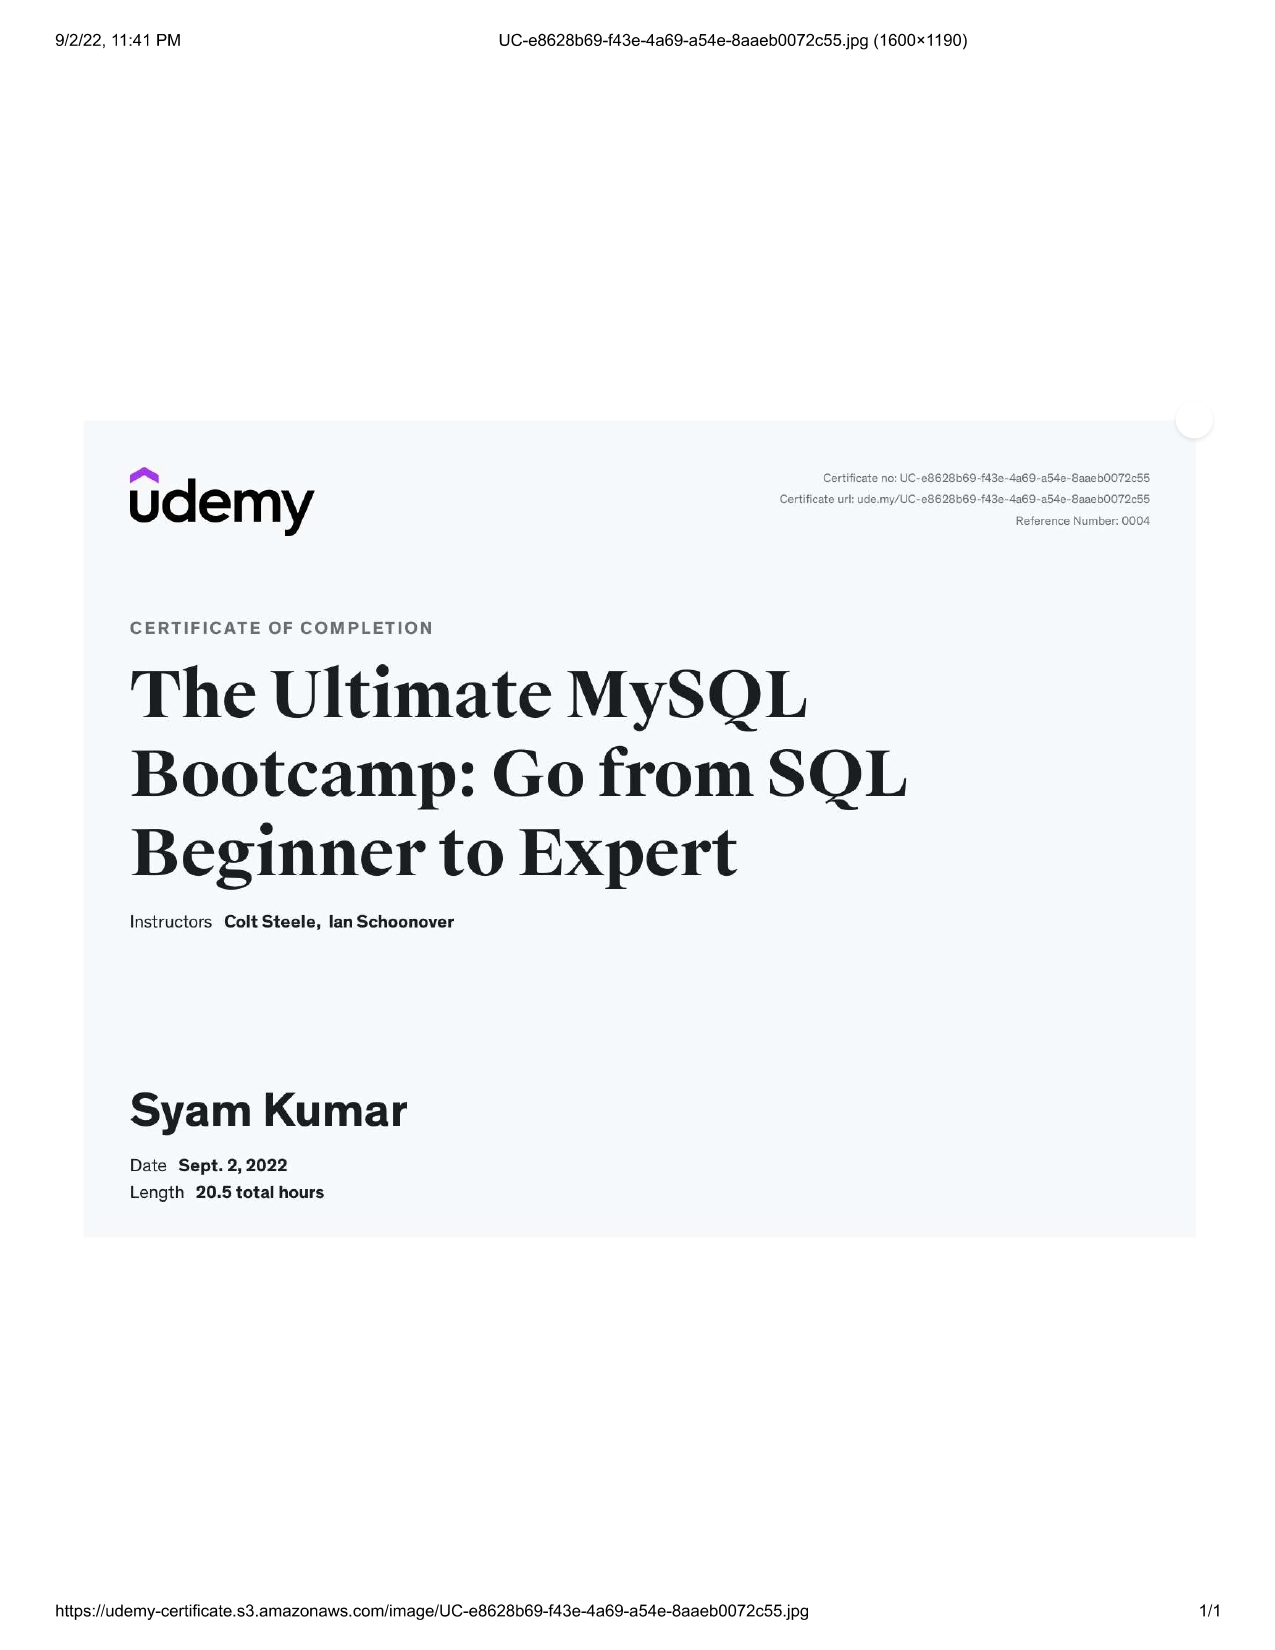 9/2/22, 11:41 PM
UC-e8628b69-f43e-4a69-a54e-8aaeb0072c55.jpg (1600×1190)
udemy
Certificate no: UC-e8628b69-f43e-4a69-a54e-8aaeb0072c55
Certificate url: ude.my/UC-e8628b69-f43e-4a69-a54e-8aaeb0072c55
Reference Number: 0004
CERTIFICATE OF COMPLETION
The Ultimate MySQL
Bootcamp: Go from SQL
Beginner to Expert
Instructors Colt Steele, Ian Schoonover
Syam Kumar
Date Sept. 2, 2022
Length 20.5 total hours
https://udemy-certificate.s3.amazonaws.com/image/UC-e8628b69-f43e-4a69-a54e-8aaeb0072c55.jpg
1/1